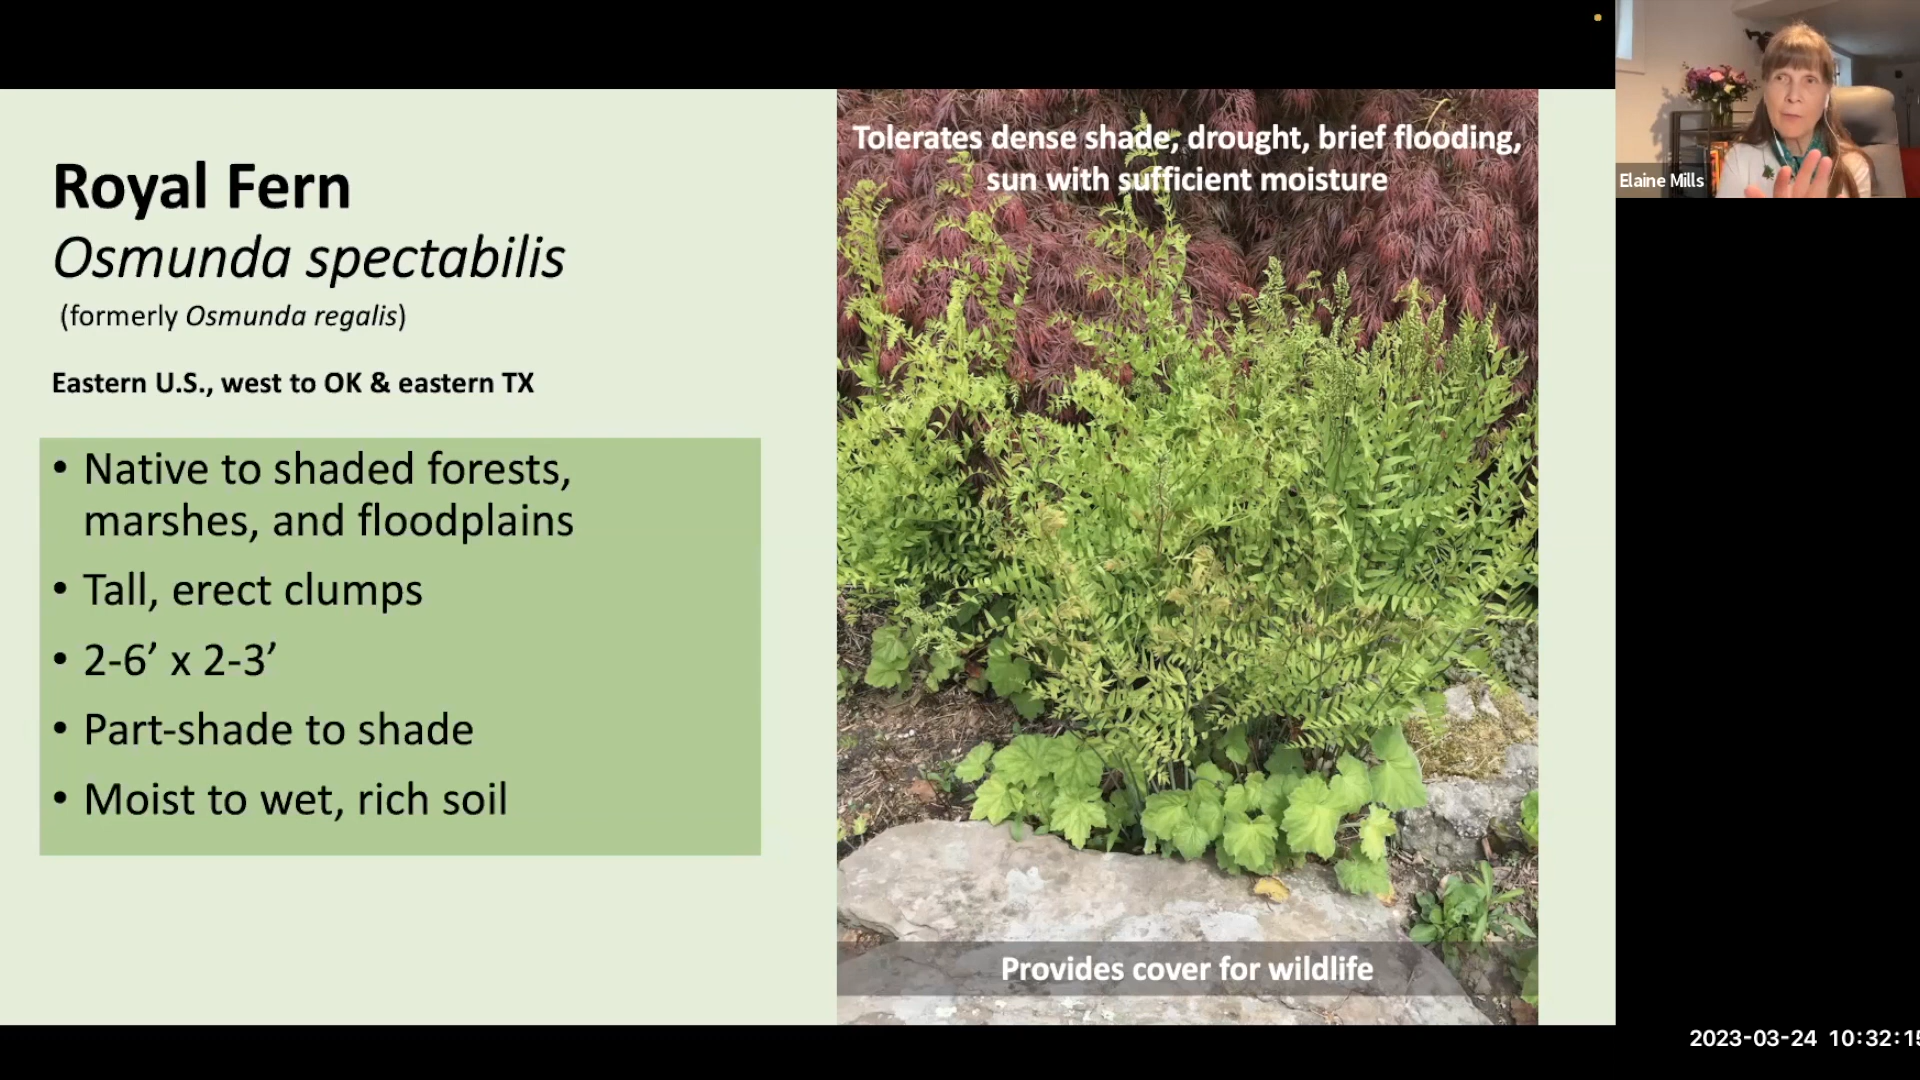 Royal Fern
Osmunda spectabilis
(formerly Osmunda regalis)
Eastern U.S., west to OK & eastern TX
• Native to shaded forests,
marshes, and floodplains
• Tall, erect clumps
• 2-6’ x 2-3’
• Part-shade to shade
• Moist to wet, rich soil
Tolerates dense shade, drought, brief flooding,
sun with sufficient moisture
Provides cover for wildlife
Elaine Mills
2023-03-24 10:32:15